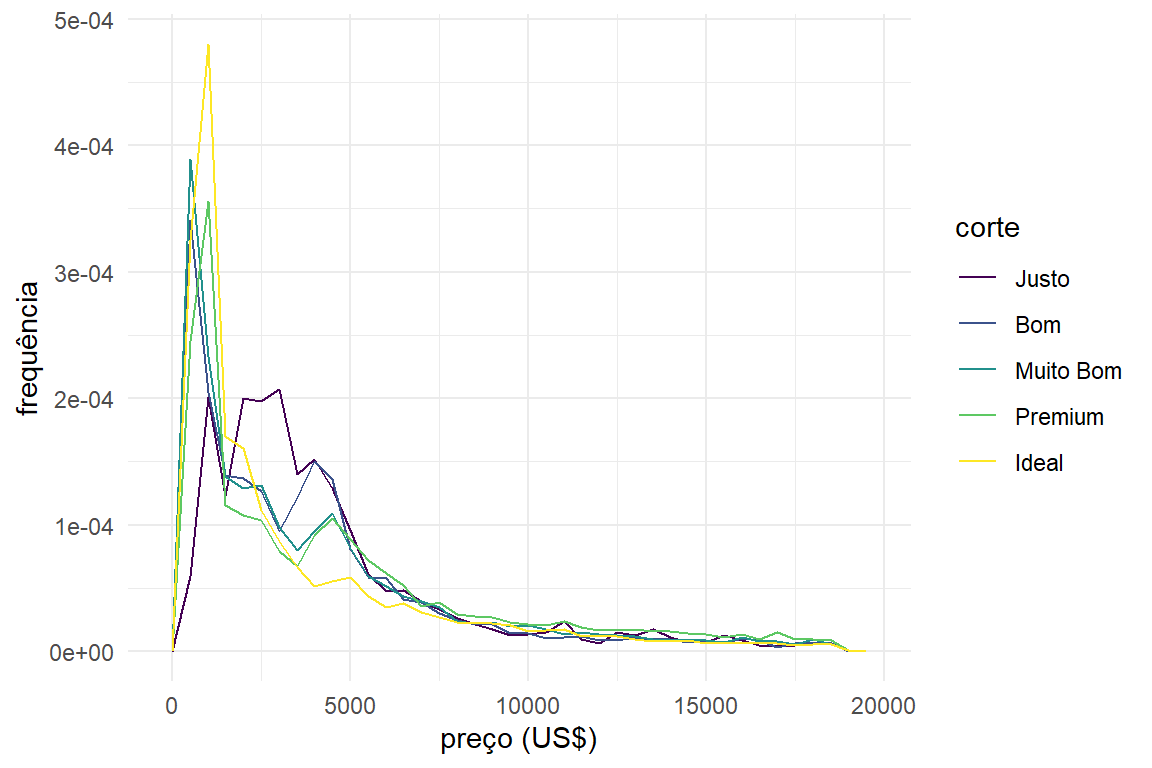 5e-04
4e-04
3e-04
2e-04
1e-04
0e+00
frequência
0
5000
10000
15000
20000
preço (US$)
corte
Justo
Bom
Muito Bom
Premium
Ideal